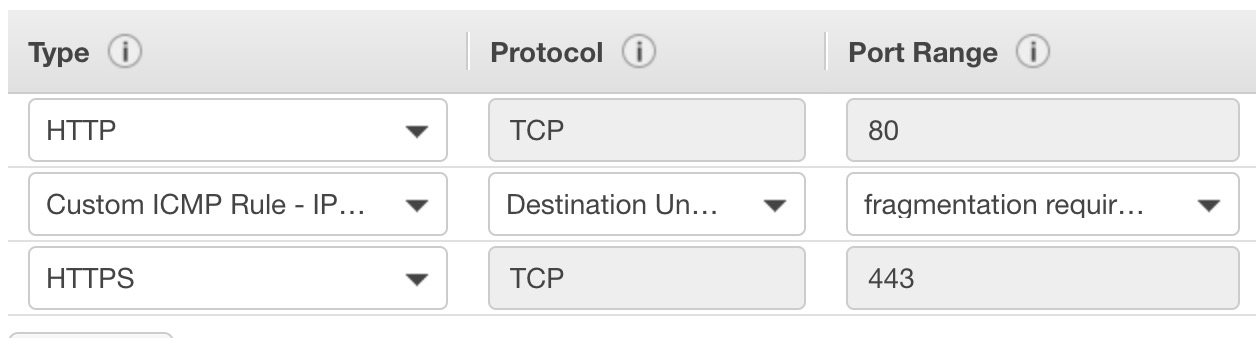 Type Protocol Port Range
HTTP TCP 80
Custom ICMP Rule - IP... Destination Un... fragmentation requir...
HTTPS TCP 443